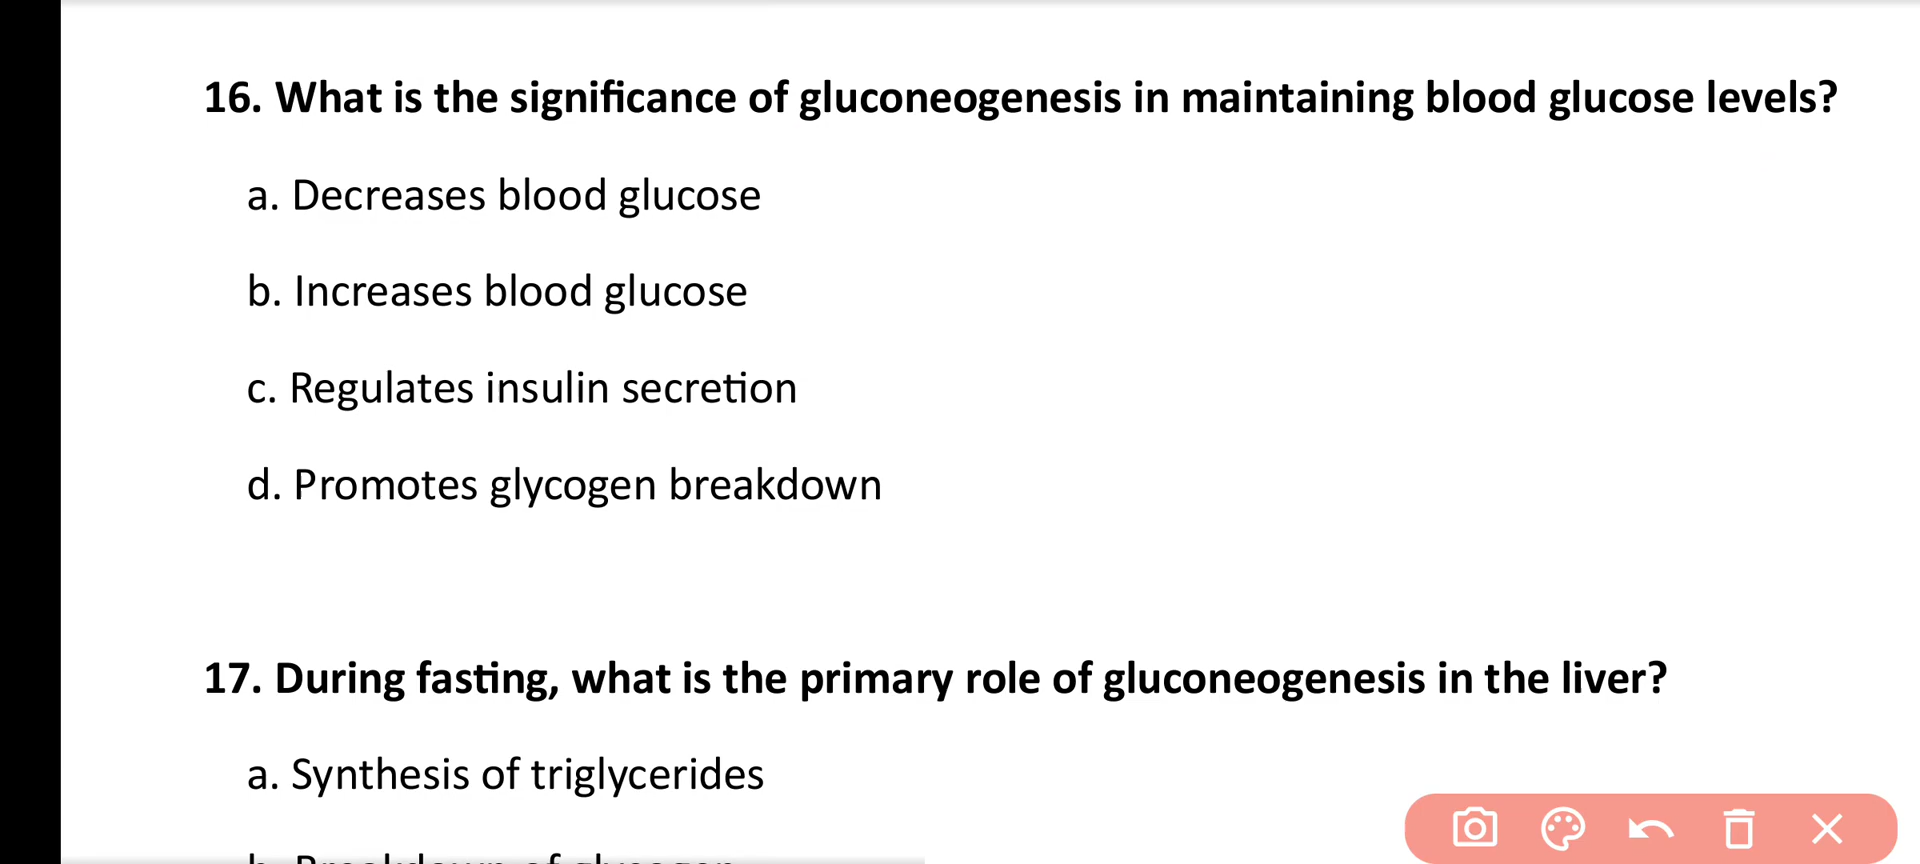 16. What is the significance of gluconeogenesis in maintaining blood glucose levels?
a. Decreases blood glucose
b. Increases blood glucose
c. Regulates insulin secretion
d. Promotes glycogen breakdown
17. During fasting, what is the primary role of gluconeogenesis in the liver?
a. Synthesis of triglycerides